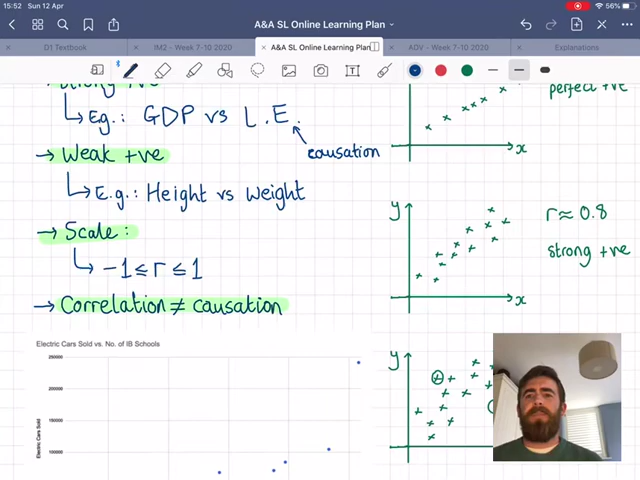 15:52 Sun 12 Apr
56%
A&A SL Online Learning Plan
D1 Textbook
IM2 - Week 7-10 2020
A&A SL Online Learning Plan
AGV - Week 7-10 2020
Explanations
Strong +ve
E.g.: GDP vs L.E.
causation
→ Weak +ve
E.g.: Height vs Weight
→ Scale:
-1 ≤ r ≤ 1
→ Correlation ≠ causation
Electric Cars Sold vs. No. of IB Schools
250000
200000
150000
100000
Electric Cars Sold
perfect +ve
x
y
r ≈ 0.8
strong +ve
x
y